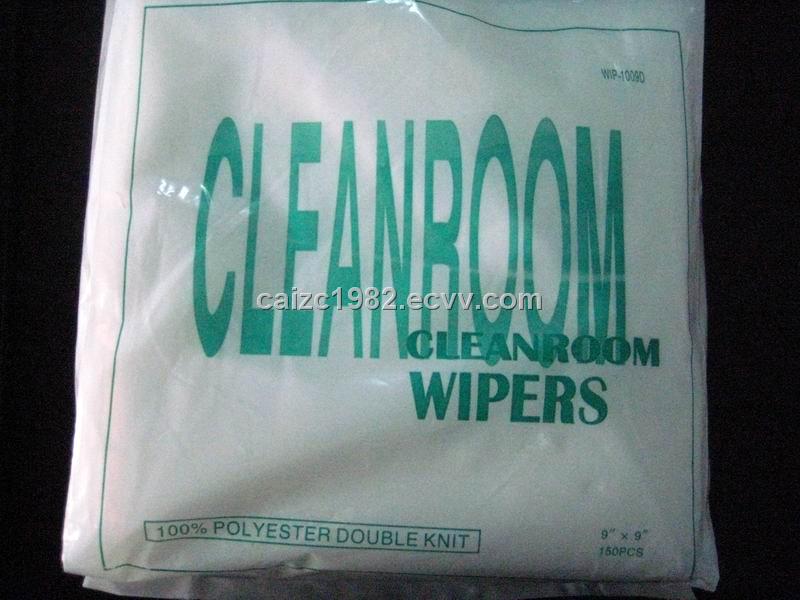 WIP-1009D
CLEANROOM
caizc1982.ecvv.com
CLEANROOM
WIPERS
100% POLYESTER DOUBLE KNIT
9" × 9"
150PCS